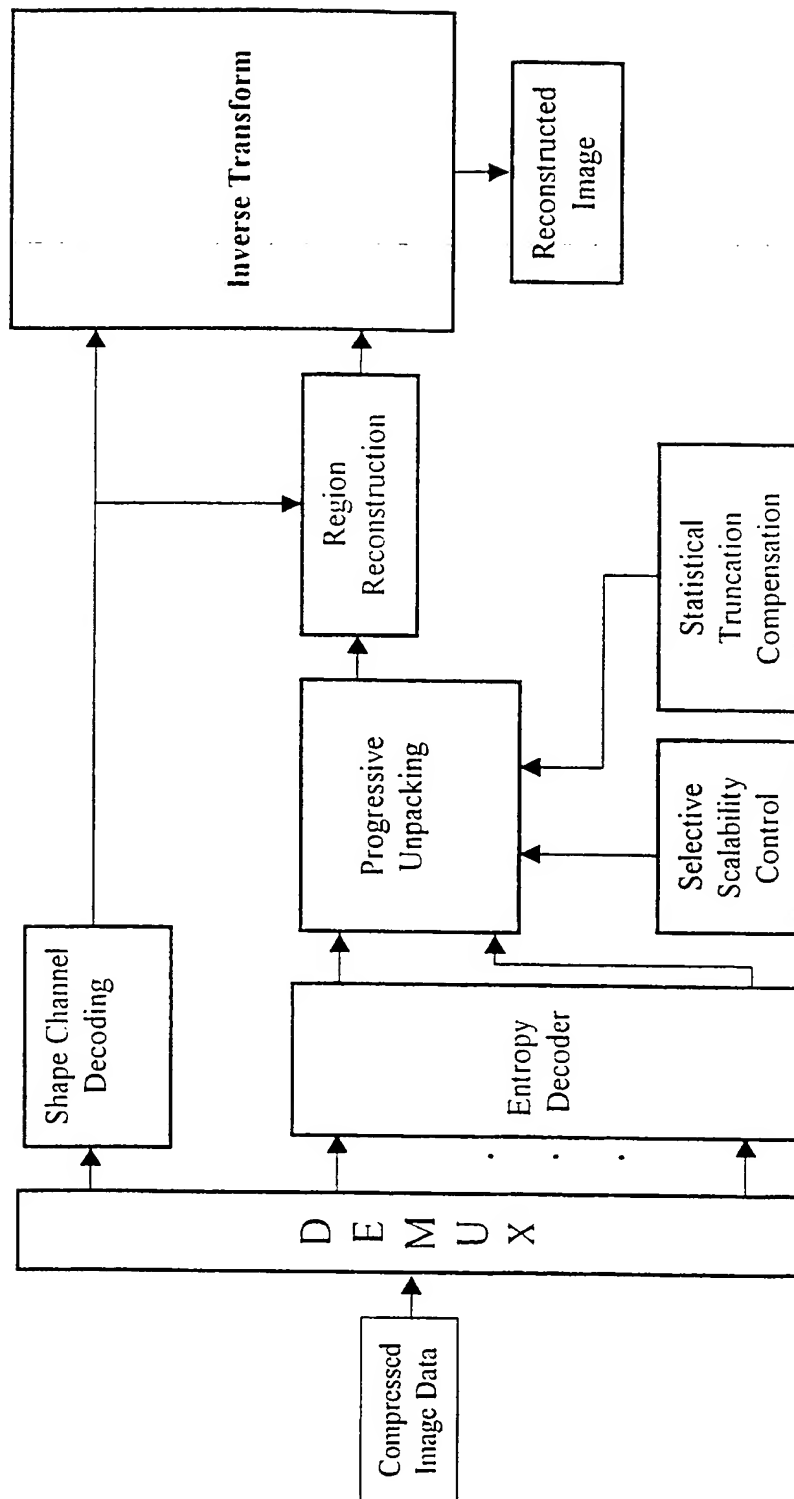 Compressed
Image Data
D
E
M
U
X
Shape Channel
Decoding
Entropy
Decoder
Progressive
Unpacking
Selective
Scalability
Control
Statistical
Truncation
Compensation
Region
Reconstruction
Inverse Transform
Reconstructed
Image